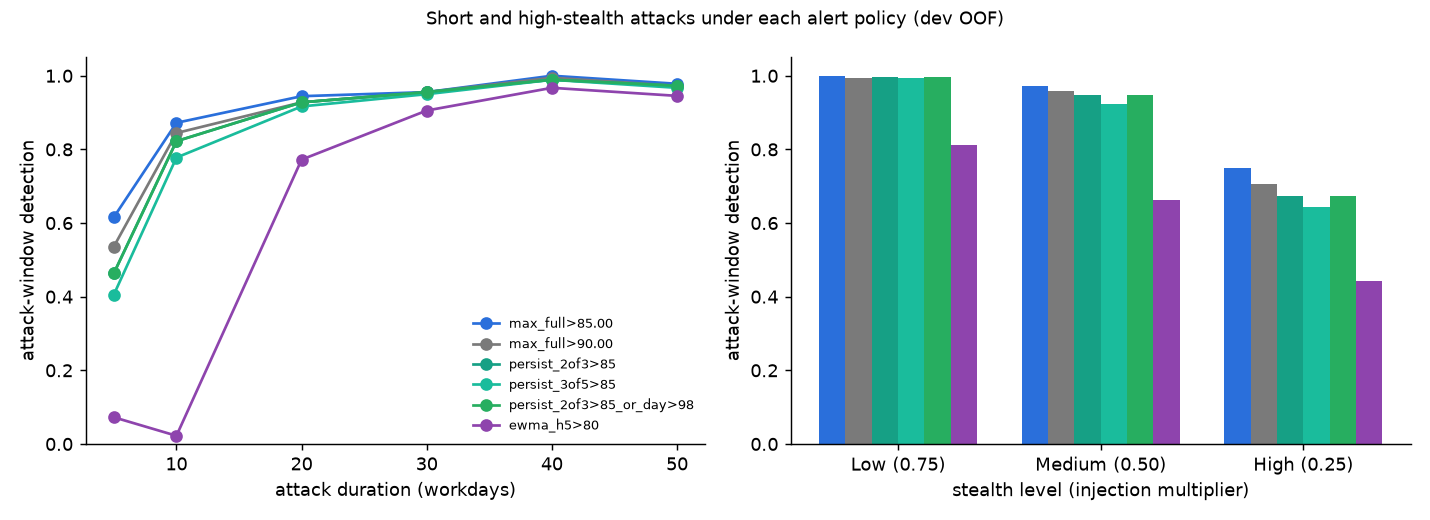 Short and high-stealth attacks under each alert policy (dev OOF)
attack-window detection
1.0
0.8
0.6
0.4
0.2
0.0
10 20 30 40 50
attack duration (workdays)
max_full>85.00
max_full>90.00
persist_2of3>85
persist_3of5>85
persist_2of3>85_or_day>98
ewma_h5>80
attack-window detection
1.0
0.8
0.6
0.4
0.2
0.0
Low (0.75) Medium (0.50) High (0.25)
stealth level (injection multiplier)